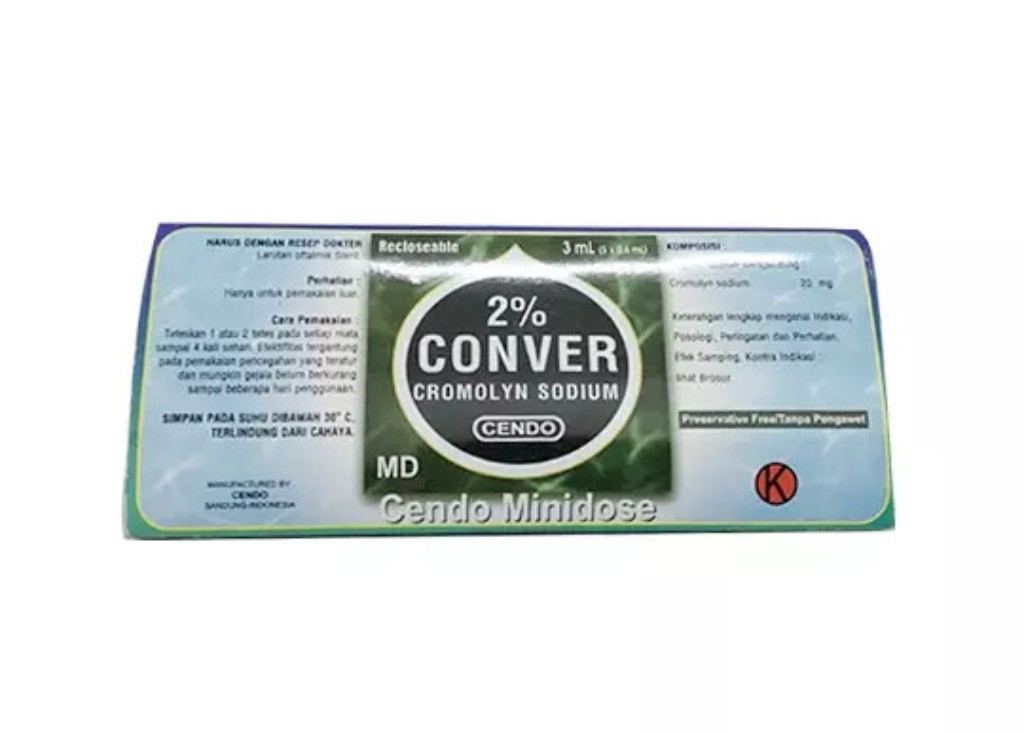 HARUS DENGAN RESEP DOKTER
Larutan oftalmik Steril
Perhatian :
Hanya untuk pemakaian luar.
Cara Pemakaian :
Teteskan 1 atau 2 tetes pada setiap mata
sampai 4 kali sehari. Efektifitas tergantung
pada pemakaian pencegahan yang teratur
dan mungkin gejala belum berkurang
sampai beberapa hari penggunaan.
SIMPAN PADA SUHU DIBAWAH 30° C,
TERLINDUNG DARI CAHAYA.
MANUFACTURED BY
CENDO
BANDUNG-INDONESIA
Recloseable
3 mL (5 x 0.6 mL)
2%
CONVER
CROMOLYN SODIUM
CENDO
MD
Cendo Minidose
KOMPOSISI :
Cromolyn sodium 20 mg
Keterangan lengkap mengenai Indikasi,
Posologi, Peringatan dan Perhatian,
Efek Samping, Kontra Indikasi :
lihat Brosur
Preservative Free/Tanpa Pengawet
K